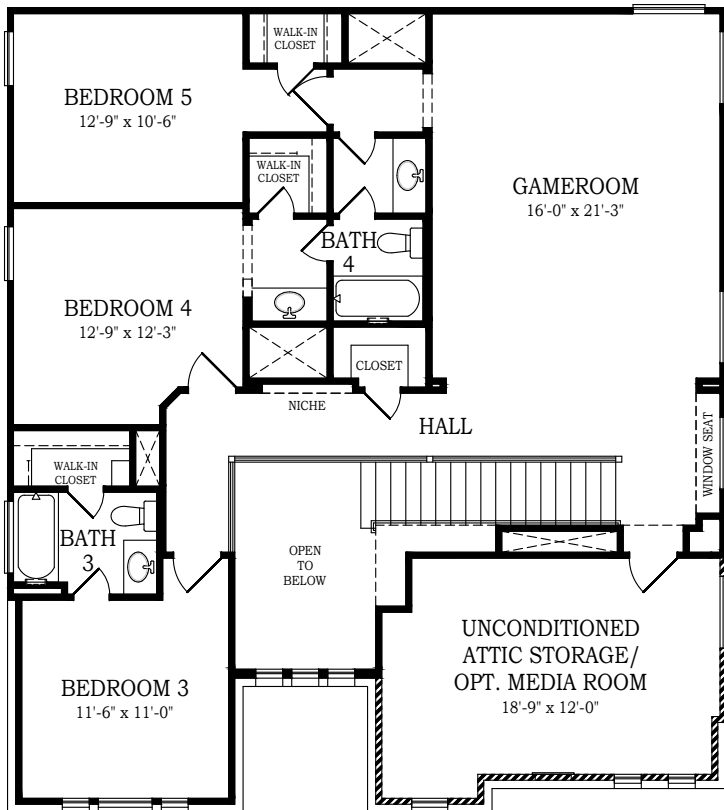 WALK-IN
CLOSET
BEDROOM 5
12'-9" x 10'-6"
WALK-IN
CLOSET
GAMEROOM
16'-0" x 21'-3"
BATH
4
BEDROOM 4
12'-9" x 12'-3"
CLOSET
NICHE
HALL
WINDOW SEAT
WALK-IN
CLOSET
BATH
3
OPEN
TO
BELOW
UNCONDITIONED
ATTIC STORAGE/
OPT. MEDIA ROOM
18'-9" x 12'-0"
BEDROOM 3
11'-6" x 11'-0"